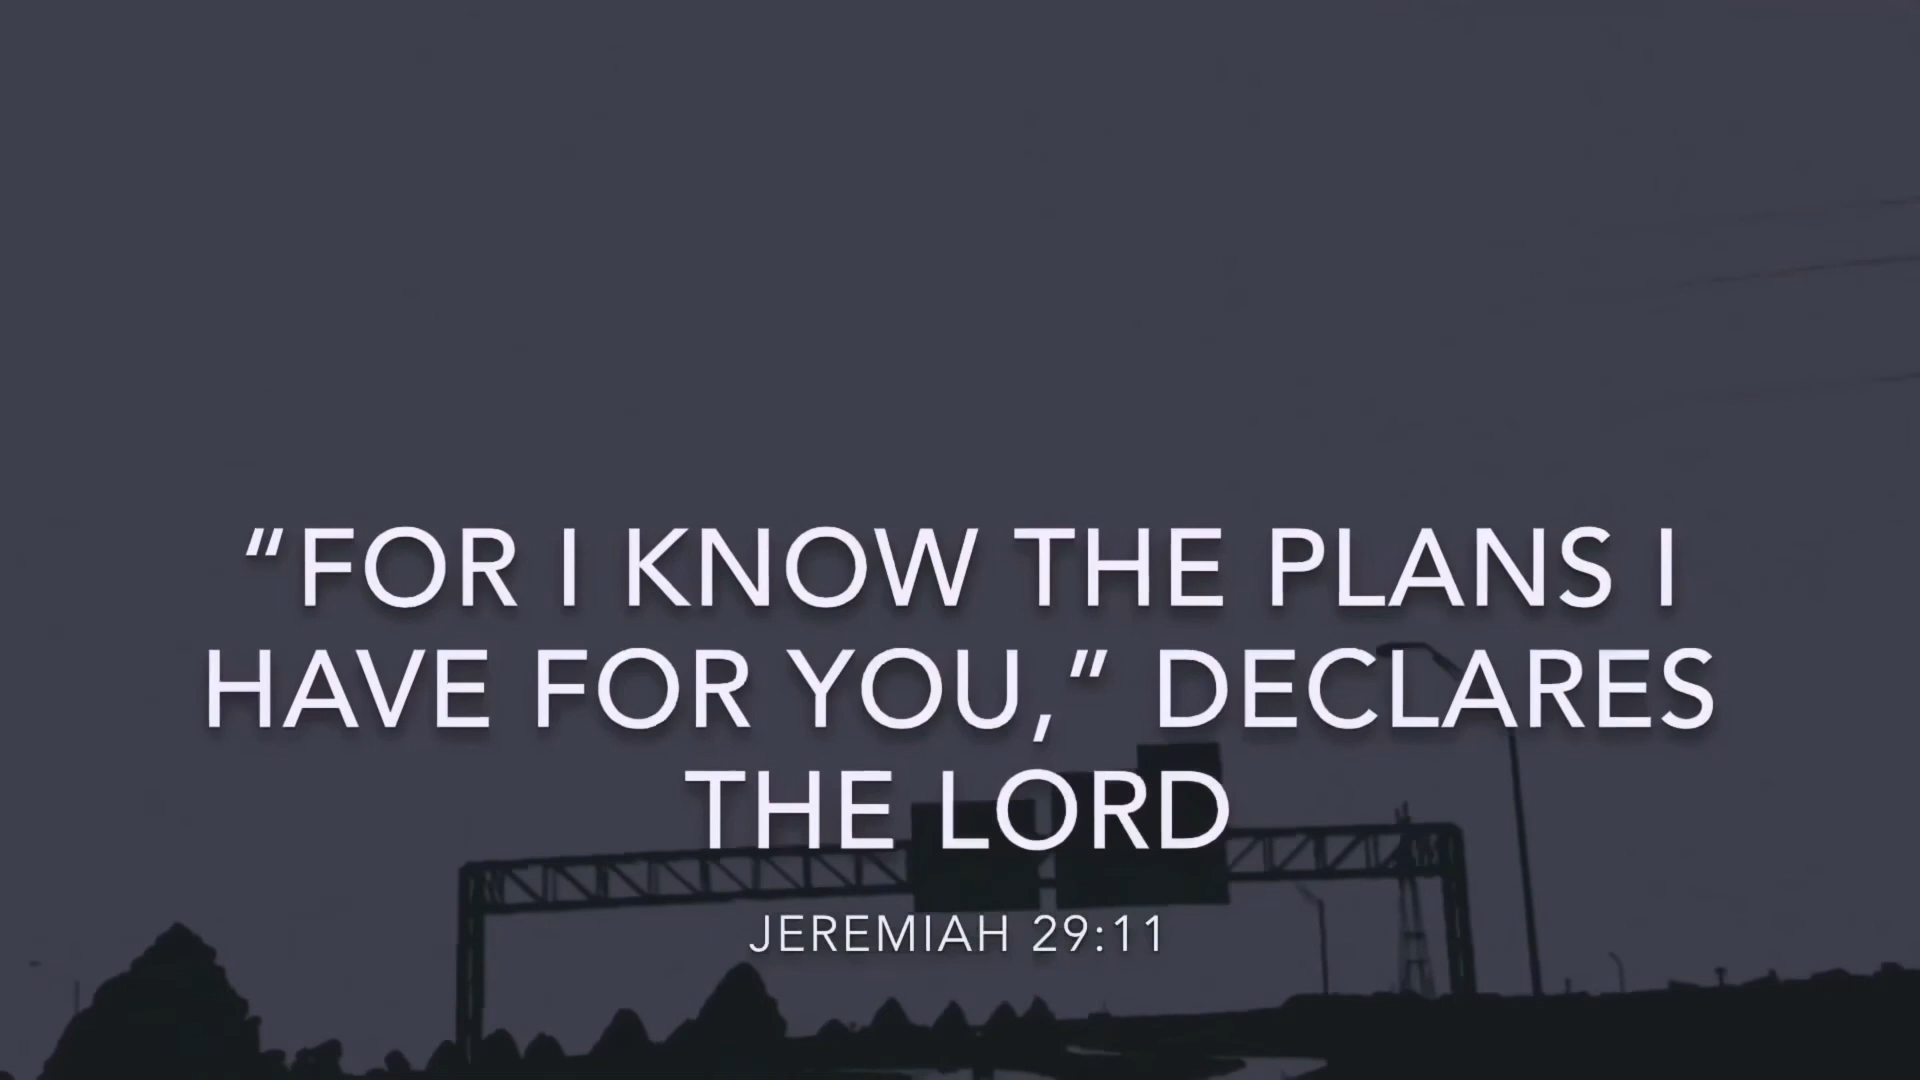 “FOR I KNOW THE PLANS I
HAVE FOR YOU,” DECLARES
THE LORD
JEREMIAH 29:11